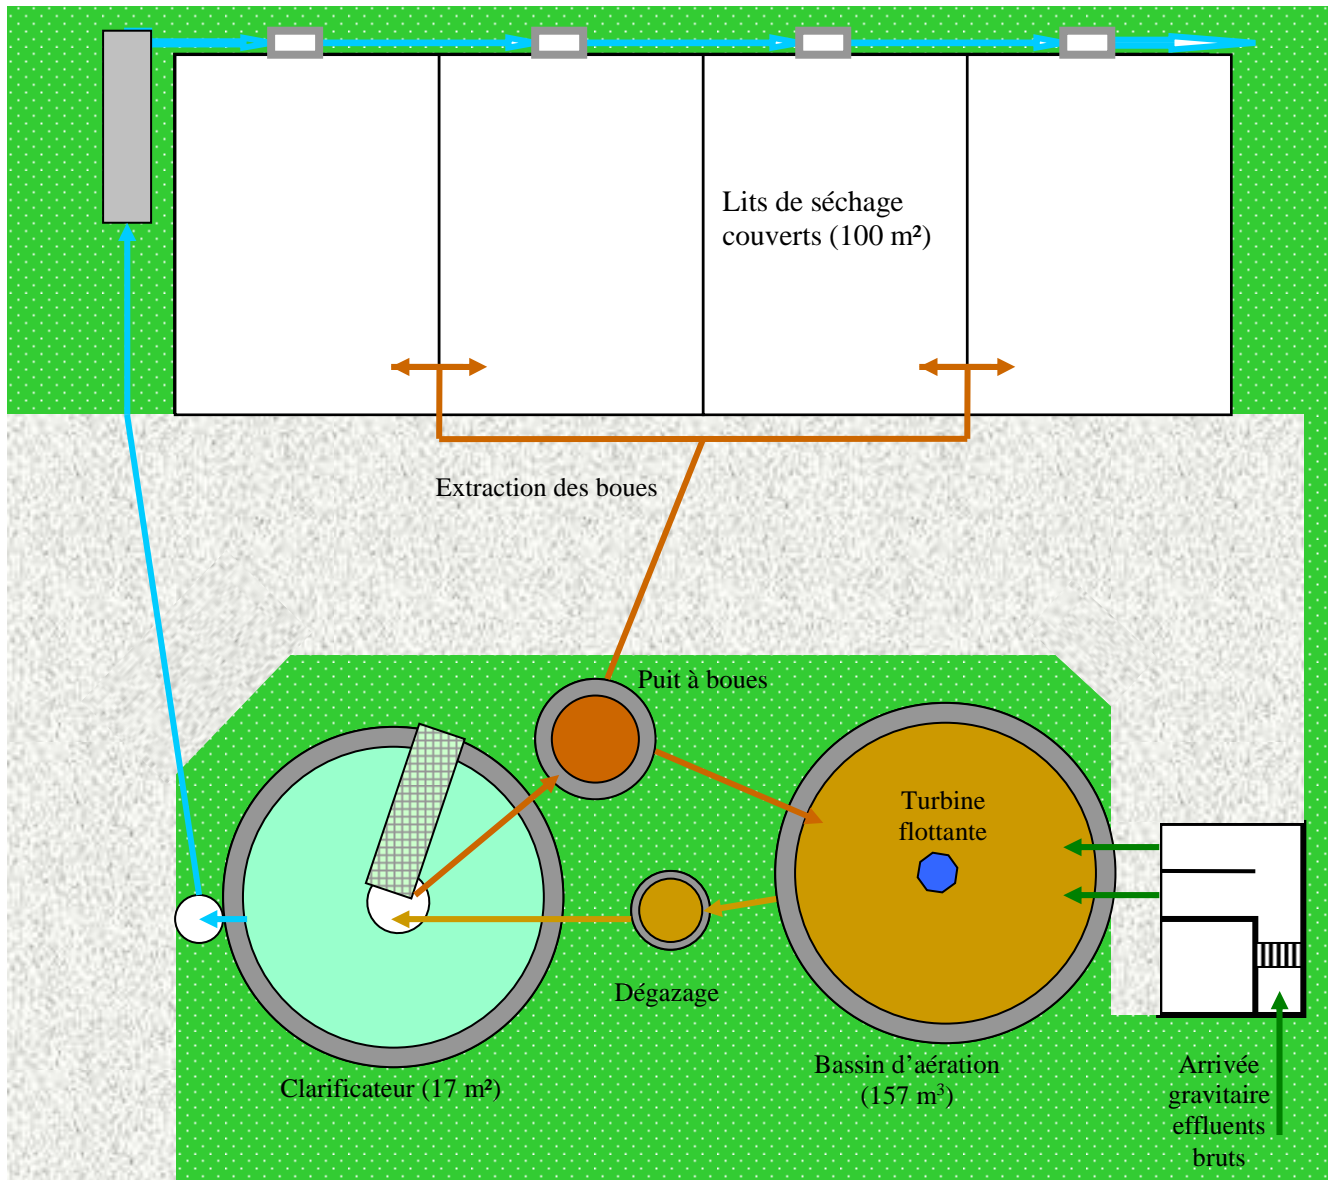 Lits de séchage
couverts (100 m²)
Extraction des boues
Puit à boues
Turbine
flottante
Dégazage
Clarificateur (17 m²)
Bassin d’aération
(157 m³)
Arrivée
gravitaire
effluents
bruts